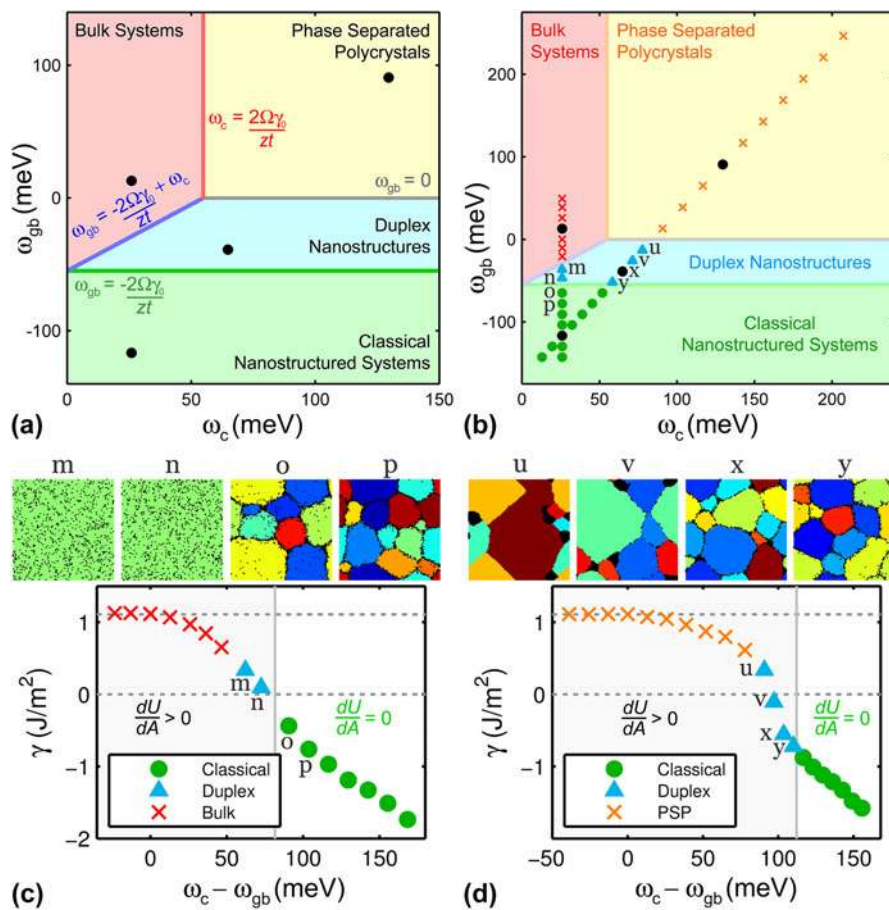 Bulk Systems
Phase Separated
Polycrystals
100
0
-100
ω_gb (meV)
ω_c = 2Ωγ₀/zt
ω_gb = -2Ωγ₀/zt + ω_c
ω_gb = 0
Duplex
Nanostructures
ω_gb = -2Ωγ₀/zt
Classical
Nanostructured Systems
0 50 100 150
(a) ω_c (meV)
Bulk
Systems
Phase Separated
Polycrystals
200
100
0
-100
ω_gb (meV)
m
n
o
p
u
v
x
y
Duplex Nanostructures
Classical
Nanostructured Systems
0 50 100 150 200
(b) ω_c (meV)
m n o p
1
0
-1
-2
γ (J/m²)
m
n
o
p
dU/dA > 0
dU/dA = 0
Classical
Duplex
Bulk
0 50 100 150
(c) ω_c − ω_gb (meV)
u v x y
1
0
-1
-2
γ (J/m²)
u
v
x
y
dU/dA > 0
dU/dA = 0
Classical
Duplex
PSP
-50 0 50 100 150
(d) ω_c − ω_gb (meV)